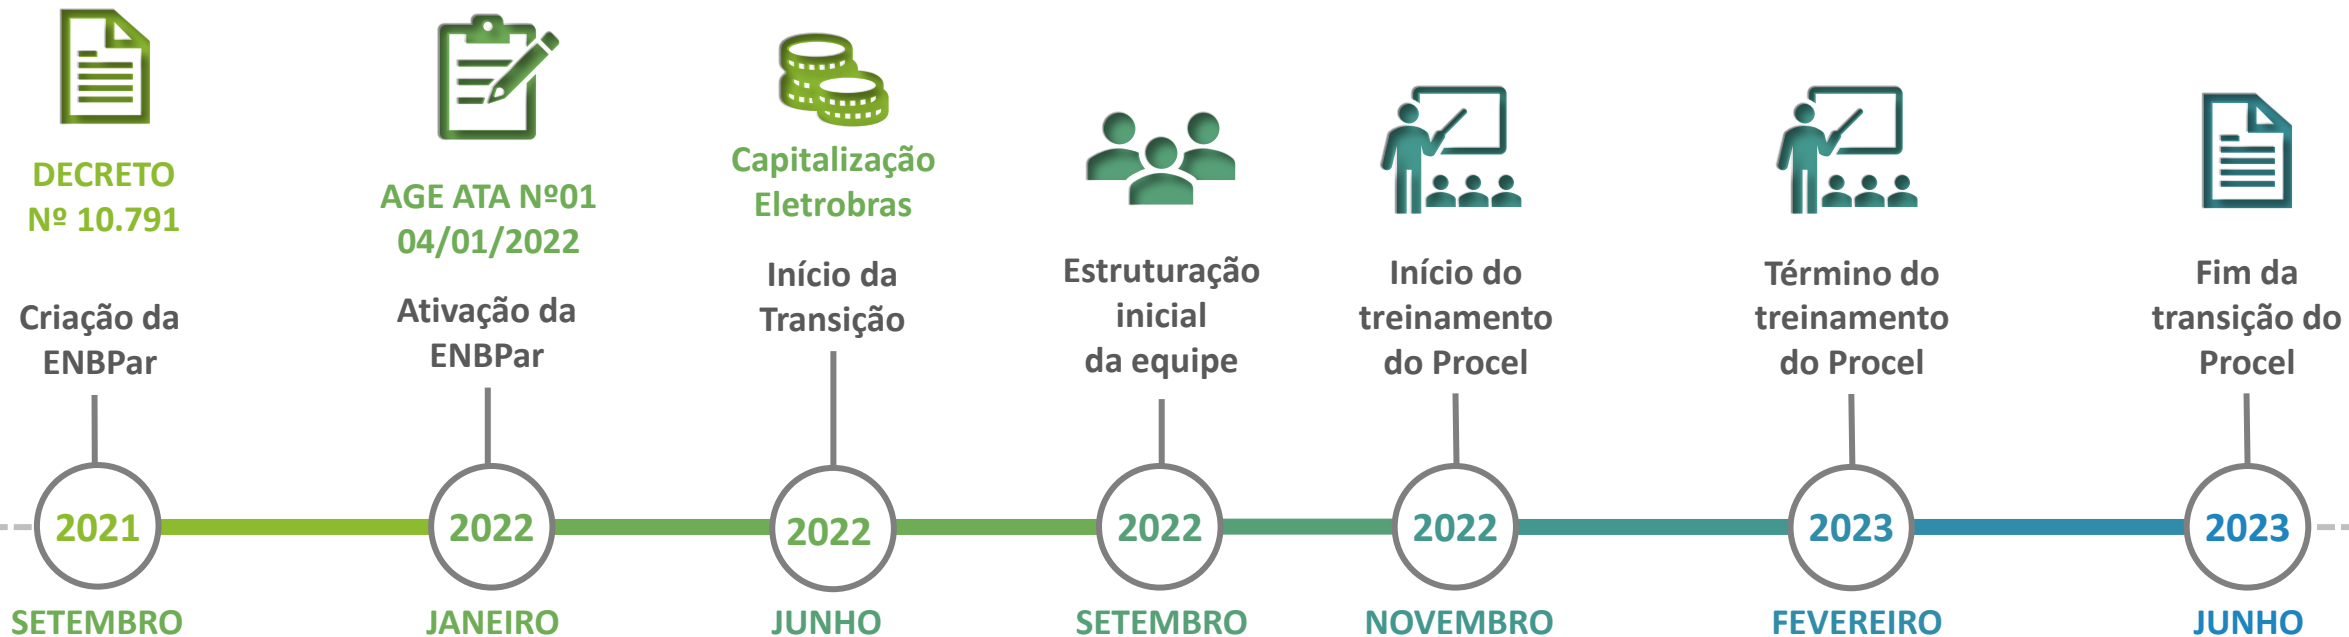 DECRETO
Nº 10.791
Criação da
ENBPar
2021
SETEMBRO
AGE ATA Nº01
04/01/2022
Ativação da
ENBPar
2022
JANEIRO
Capitalização
Eletrobras
Início da
Transição
2022
JUNHO
Estruturação
inicial
da equipe
2022
SETEMBRO
Início do
treinamento
do Procel
2022
NOVEMBRO
Término do
treinamento
do Procel
2023
FEVEREIRO
Fim da
transição do
Procel
2023
JUNHO